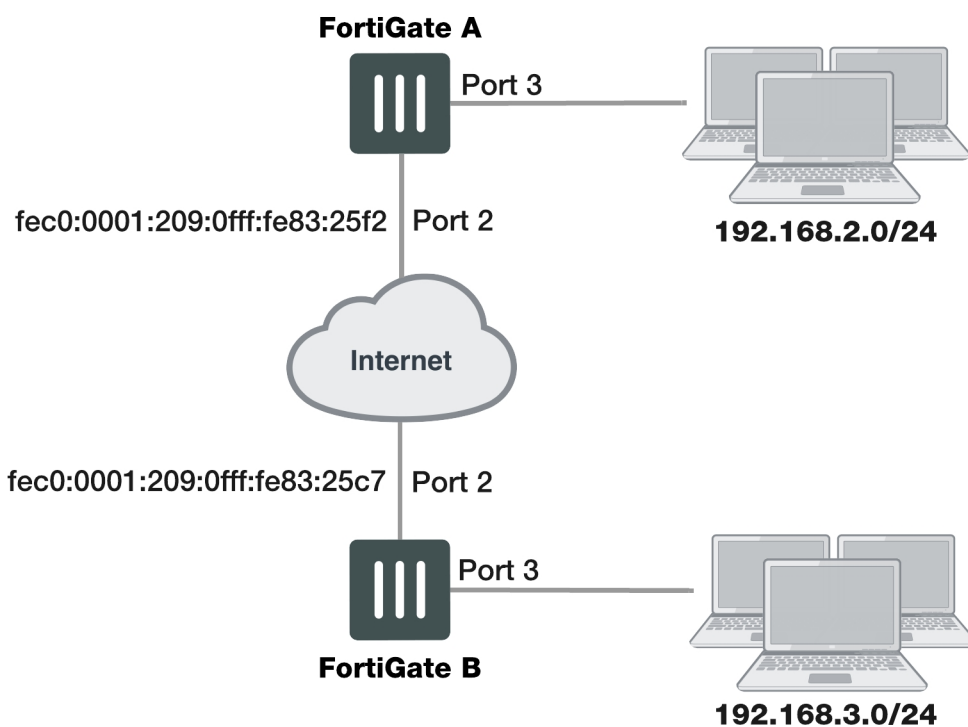 FortiGate A
Port 3
fec0:0001:209:0fff:fe83:25f2 Port 2
192.168.2.0/24
Internet
fec0:0001:209:0fff:fe83:25c7 Port 2
Port 3
FortiGate B
192.168.3.0/24